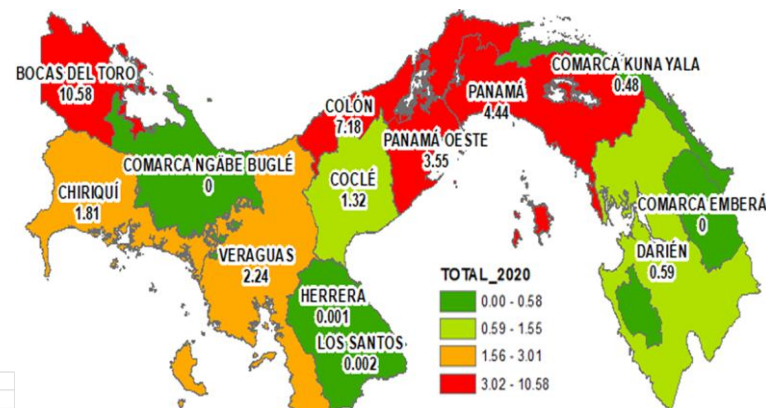 BOCAS DEL TORO
10.58
COMARCA KUNA YALA
0.48
COLÓN
7.18
PANAMÁ
4.44
PANAMÁ OESTE
3.55
COMARCA NGÄBE BUGLÉ
0
CHIRIQUÍ
1.81
COCLÉ
1.32
COMARCA EMBERÁ
0
VERAGUAS
2.24
DARIÉN
0.59
HERRERA
0.001
LOS SANTOS
0.002
TOTAL_2020
0.00 - 0.58
0.59 - 1.55
1.56 - 3.01
3.02 - 10.58